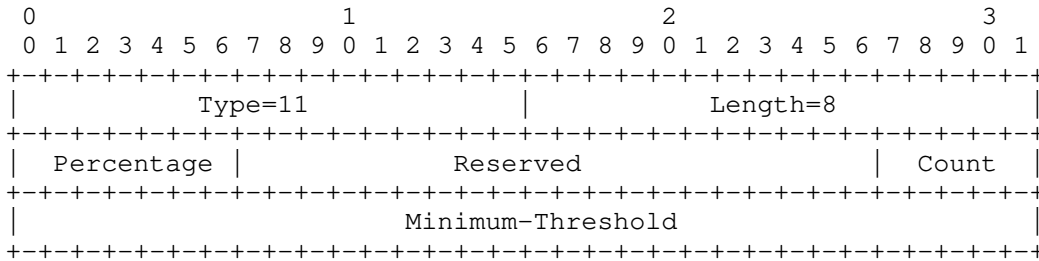 0                   1                   2                   3
 0 1 2 3 4 5 6 7 8 9 0 1 2 3 4 5 6 7 8 9 0 1 2 3 4 5 6 7 8 9 0 1
+-+-+-+-+-+-+-+-+-+-+-+-+-+-+-+-+-+-+-+-+-+-+-+-+-+-+-+-+-+-+-+-+
|           Type=11             |           Length=8            |
+-+-+-+-+-+-+-+-+-+-+-+-+-+-+-+-+-+-+-+-+-+-+-+-+-+-+-+-+-+-+-+-+
|  Percentage |             Reserved                  |  Count  |
+-+-+-+-+-+-+-+-+-+-+-+-+-+-+-+-+-+-+-+-+-+-+-+-+-+-+-+-+-+-+-+-+
|                        Minimum-Threshold                      |
+-+-+-+-+-+-+-+-+-+-+-+-+-+-+-+-+-+-+-+-+-+-+-+-+-+-+-+-+-+-+-+-+